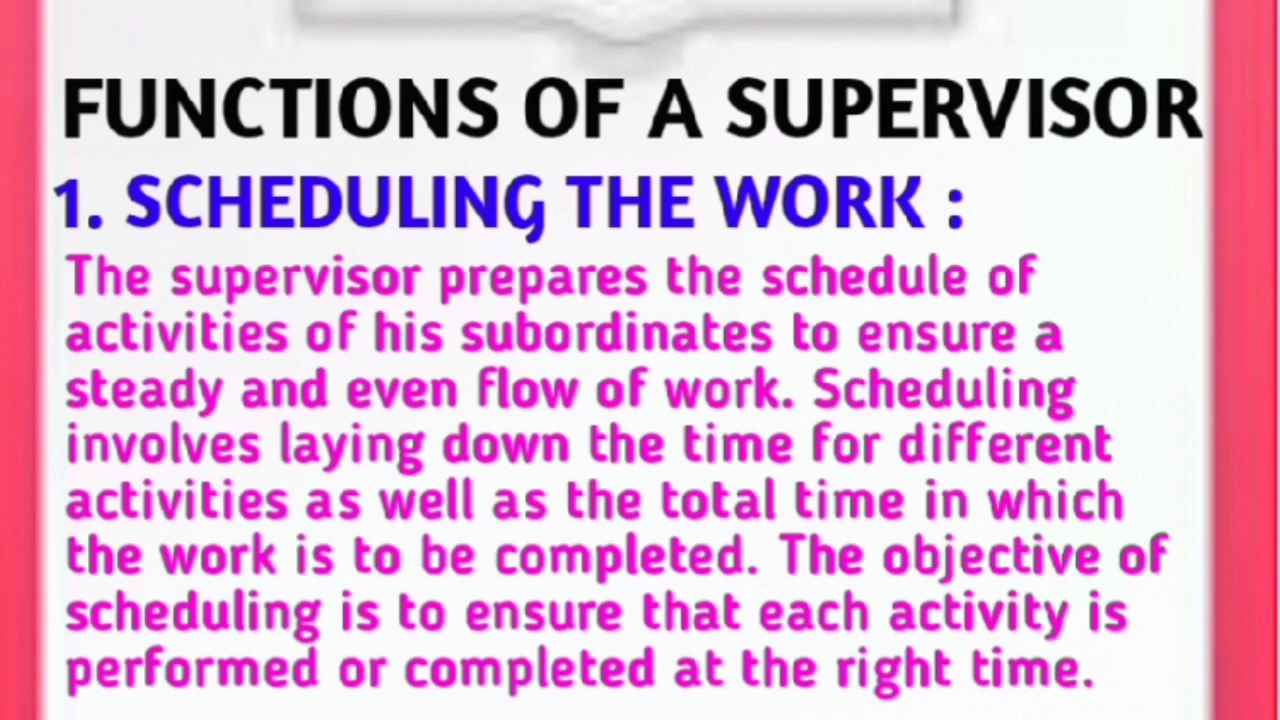 FUNCTIONS OF A SUPERVISOR
1. SCHEDULING THE WORK :
The supervisor prepares the schedule of
activities of his subordinates to ensure a
steady and even flow of work. Scheduling
involves laying down the time for different
activities as well as the total time in which
the work is to be completed. The objective of
scheduling is to ensure that each activity is
performed or completed at the right time.